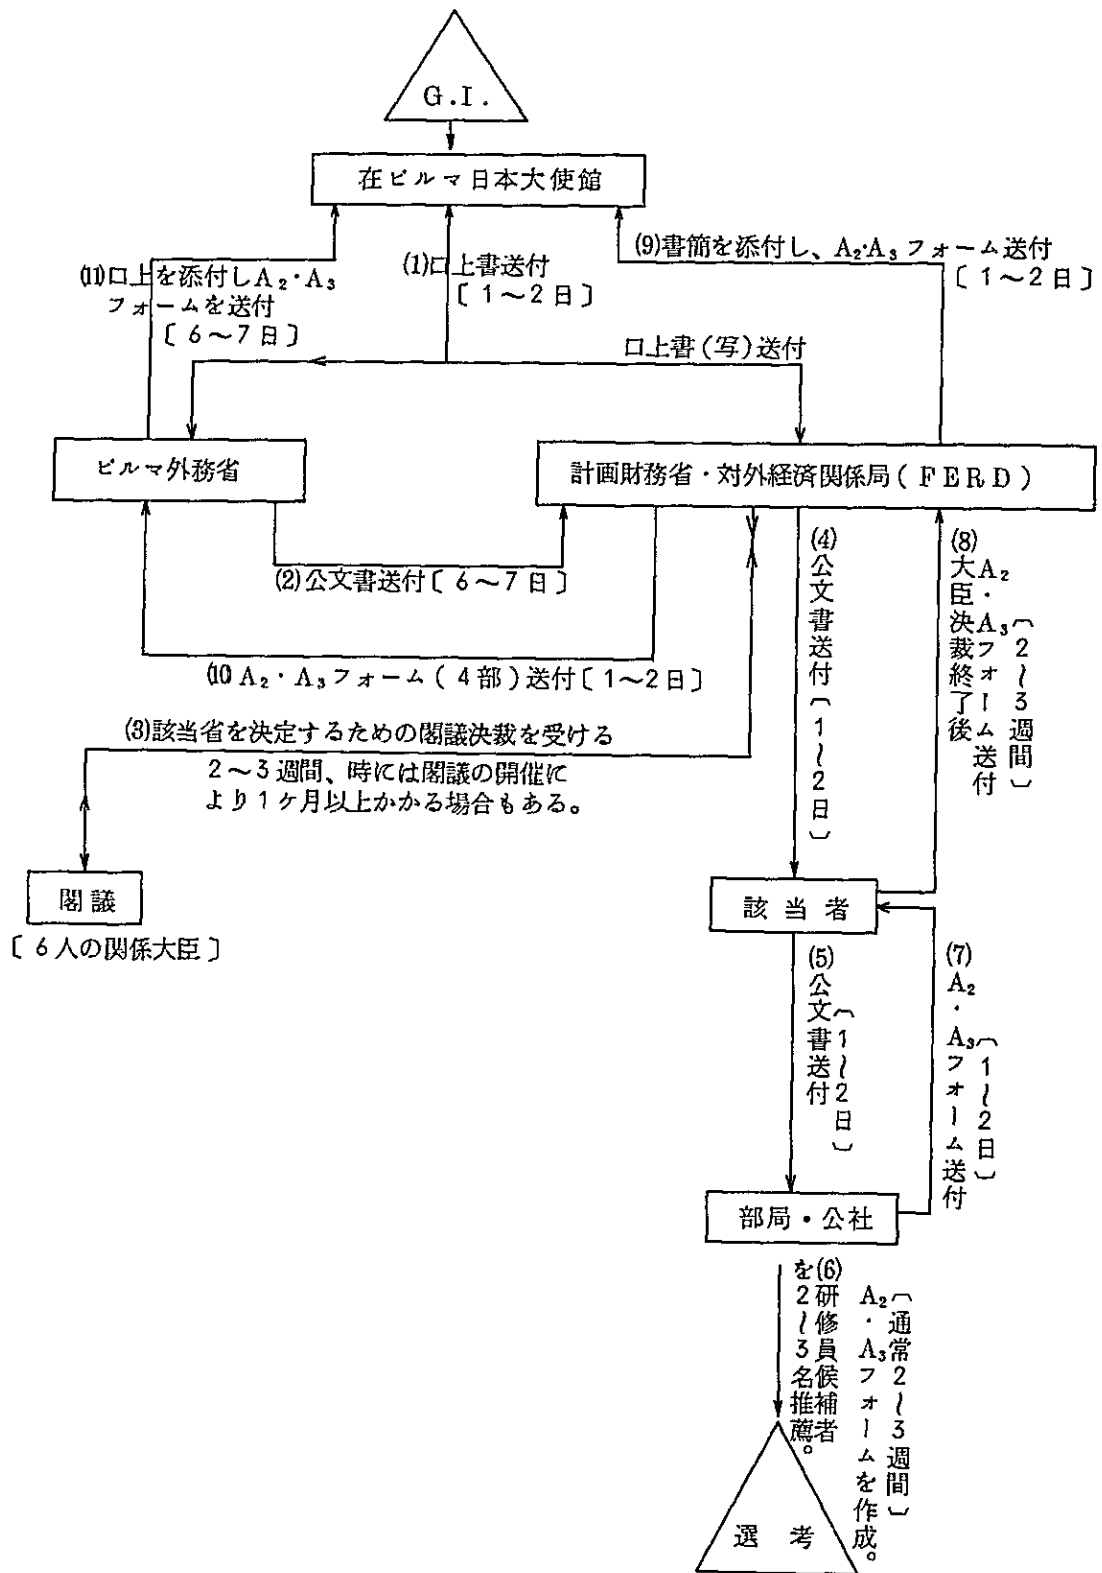 G.I.
在ビルマ日本大使館
(9)書簡を添付し、A₂・A₃フォーム送付
〔1～2日〕
(1)口上書送付
〔1～2日〕
(11)口上を添付しA₂・A₃
フォームを送付
〔6～7日〕
口上書(写)送付
ビルマ外務省
計画財務省・対外経済関係局(FERD)
(2)公文書送付〔6～7日〕
(10)A₂・A₃フォーム(4部)送付〔1～2日〕
(3)該当省を決定するための閣議決裁を受ける
2～3週間、時には閣議の開催に
より1ヶ月以上かかる場合もある。
(4)公文書送付〔1～2日〕
(8)大臣決裁終了後
A₂・A₃フォーム送付
〔2～3週間〕
閣議
〔6人の関係大臣〕
該当者
(5)公文書送付
〔1～2日〕
(7)A₂・A₃フォーム送付
〔1～2日〕
部局・公社
(6)研修員候補者
を2～3名推薦。
A₂・A₃フォームを作成。
〔通常2～3週間〕
選考